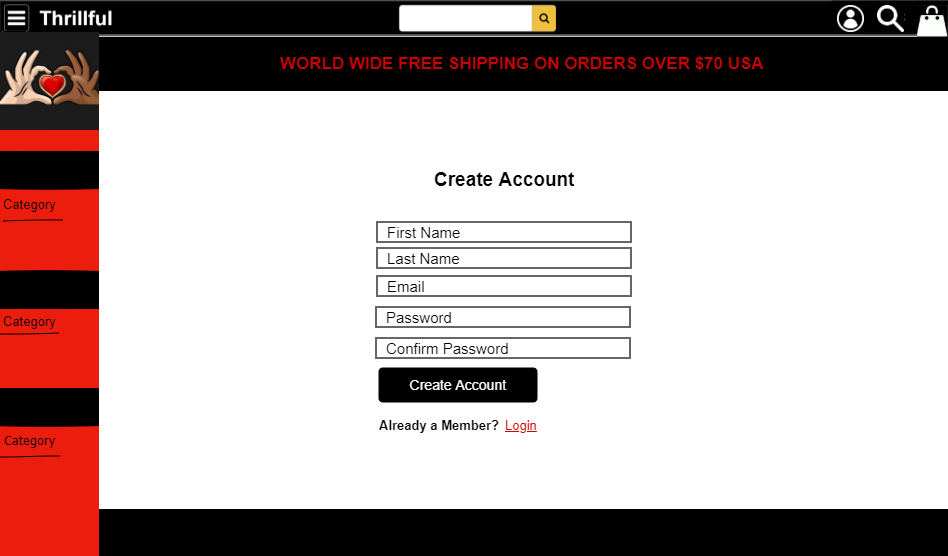 Thrillful
WORLD WIDE FREE SHIPPING ON ORDERS OVER $70 USA
Category
Category
Category
Create Account
First Name
Last Name
Email
Password
Confirm Password
Create Account
Already a Member? Login